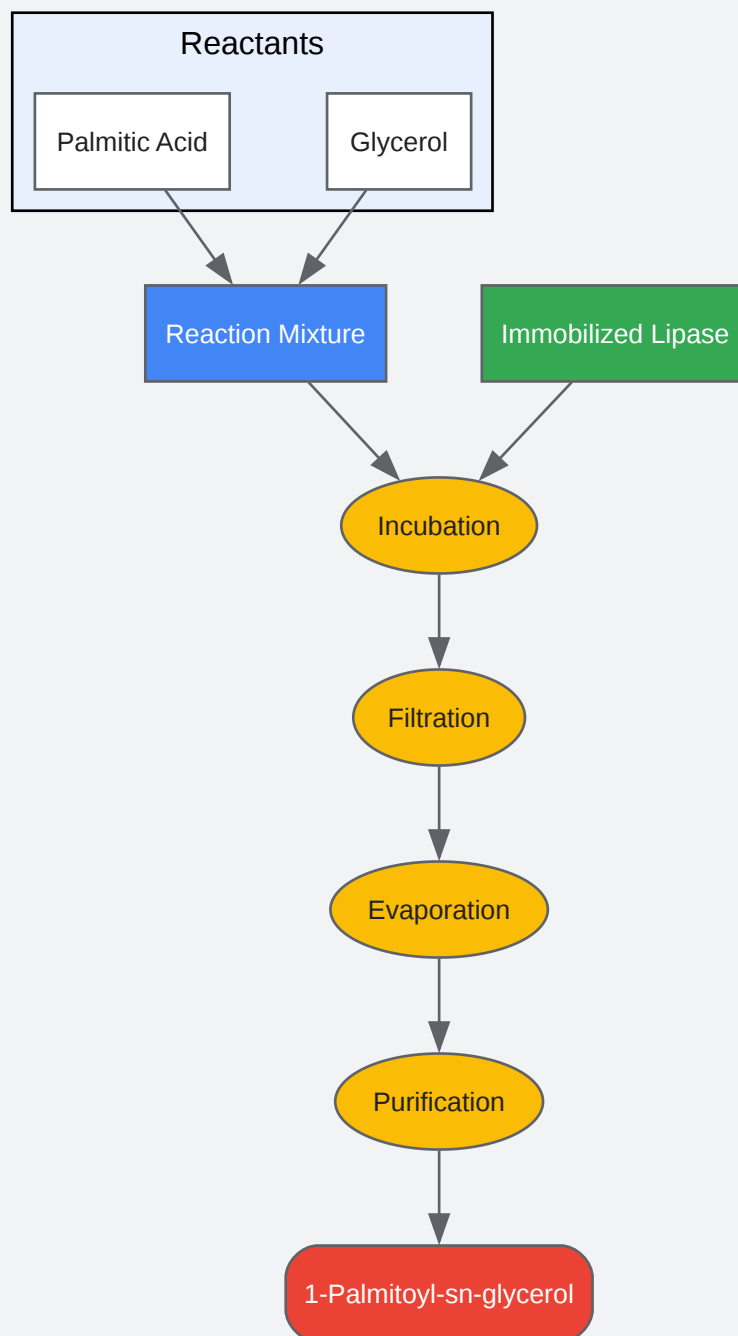 Reactants
Palmitic Acid
Glycerol
Reaction Mixture
Immobilized Lipase
Incubation
Filtration
Evaporation
Purification
1-Palmitoyl-sn-glycerol